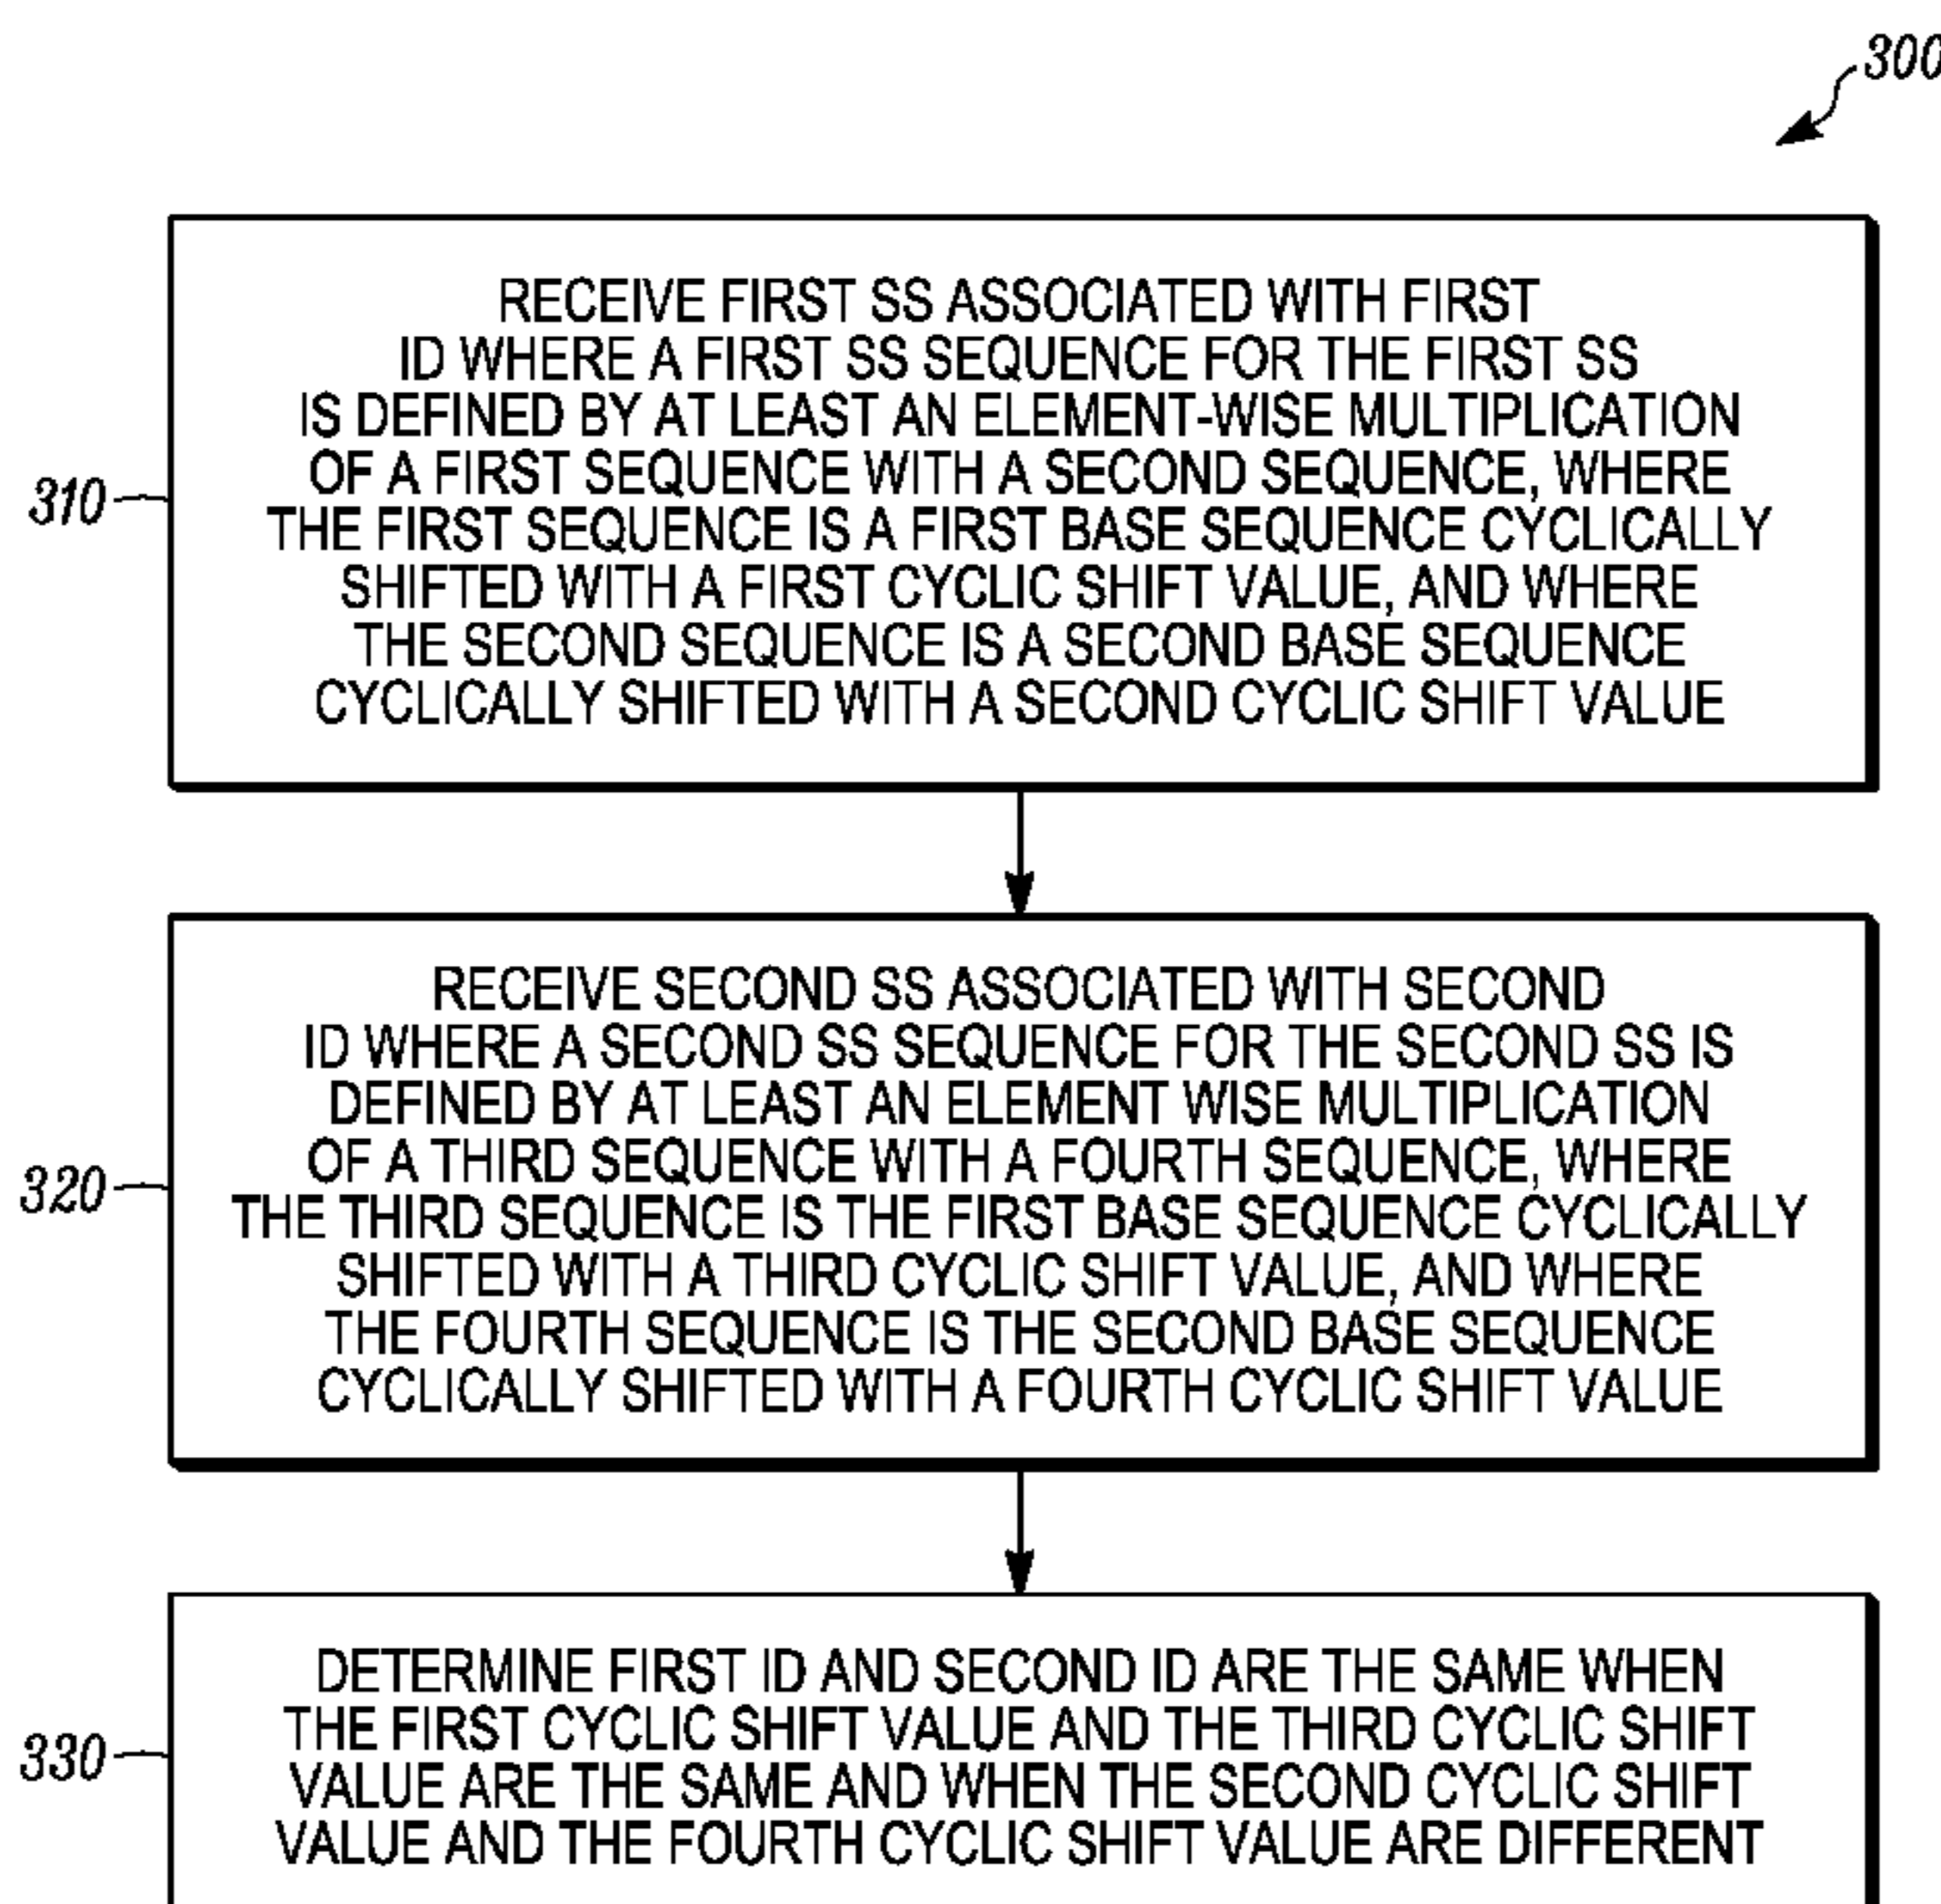 300
RECEIVE FIRST SS ASSOCIATED WITH FIRST
ID WHERE A FIRST SS SEQUENCE FOR THE FIRST SS
IS DEFINED BY AT LEAST AN ELEMENT-WISE MULTIPLICATION
OF A FIRST SEQUENCE WITH A SECOND SEQUENCE, WHERE
THE FIRST SEQUENCE IS A FIRST BASE SEQUENCE CYCLICALLY
SHIFTED WITH A FIRST CYCLIC SHIFT VALUE, AND WHERE
THE SECOND SEQUENCE IS A SECOND BASE SEQUENCE
CYCLICALLY SHIFTED WITH A SECOND CYCLIC SHIFT VALUE
310
RECEIVE SECOND SS ASSOCIATED WITH SECOND
ID WHERE A SECOND SS SEQUENCE FOR THE SECOND SS IS
DEFINED BY AT LEAST AN ELEMENT WISE MULTIPLICATION
OF A THIRD SEQUENCE WITH A FOURTH SEQUENCE, WHERE
THE THIRD SEQUENCE IS THE FIRST BASE SEQUENCE CYCLICALLY
SHIFTED WITH A THIRD CYCLIC SHIFT VALUE, AND WHERE
THE FOURTH SEQUENCE IS THE SECOND BASE SEQUENCE
CYCLICALLY SHIFTED WITH A FOURTH CYCLIC SHIFT VALUE
320
DETERMINE FIRST ID AND SECOND ID ARE THE SAME WHEN
THE FIRST CYCLIC SHIFT VALUE AND THE THIRD CYCLIC SHIFT
VALUE ARE THE SAME AND WHEN THE SECOND CYCLIC SHIFT
VALUE AND THE FOURTH CYCLIC SHIFT VALUE ARE DIFFERENT
330